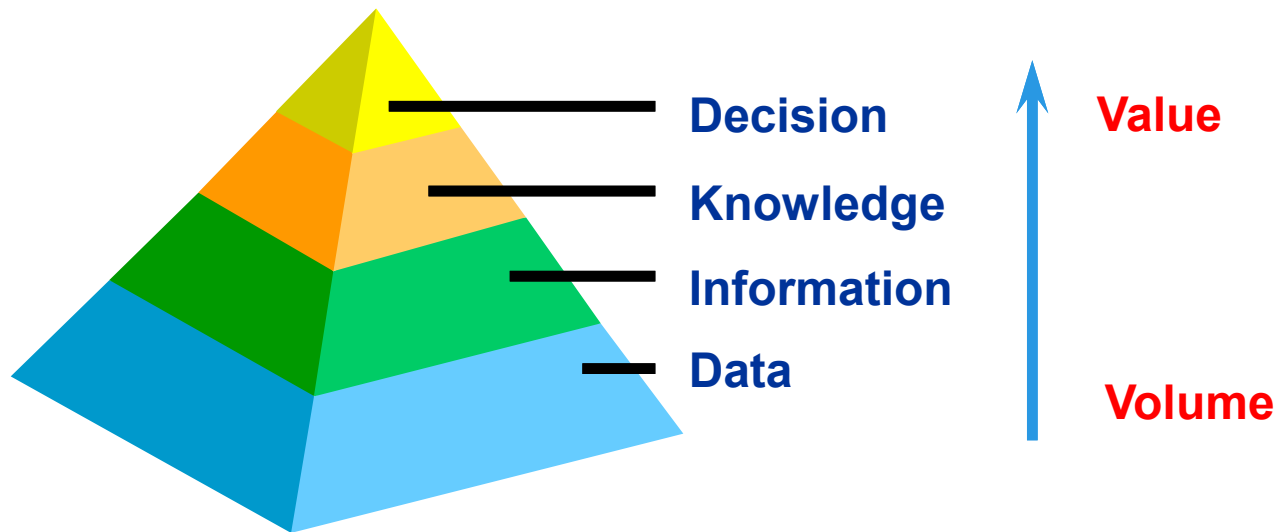 Decision
Value
Knowledge
Information
Data
Volume